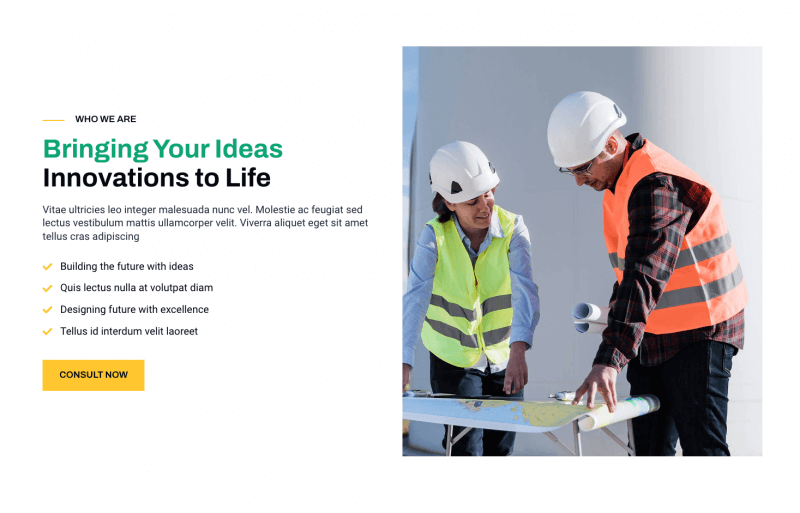 WHO WE ARE
Bringing Your Ideas
Innovations to Life
Vitae ultricies leo integer malesuada nunc vel. Molestie ac feugiat sed
lectus vestibulum mattis ullamcorper velit. Viverra aliquet eget sit amet
tellus cras adipiscing
Building the future with ideas
Quis lectus nulla at volutpat diam
Designing future with excellence
Tellus id interdum velit laoreet
CONSULT NOW